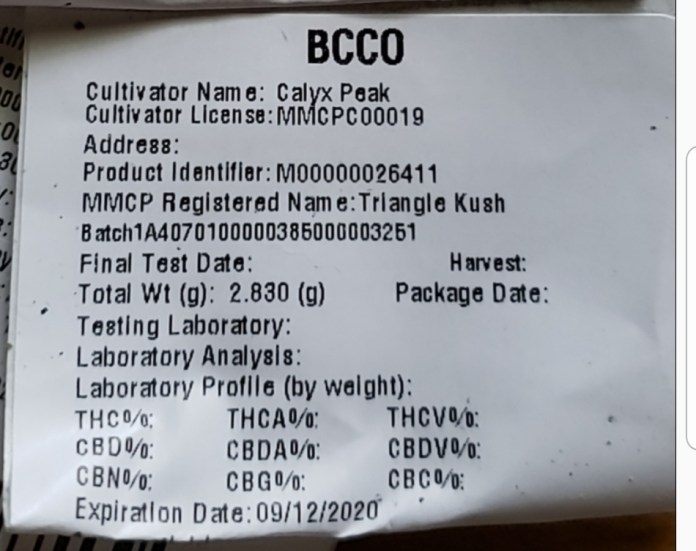 BCCO
Cultivator Name: Calyx Peak
Cultivator License:MMCPC00019
Address:
Product Identifier: M00000026411
MMCP Registered Name:Triangle Kush
Batch1A4070100000385000003251
Final Test Date: Harvest:
Total Wt (g): 2.830 (g) Package Date:
Testing Laboratory:
Laboratory Analysis:
Laboratory Profile (by weight):
THC%: THCA%: THCV%:
CBD%: CBDA%: CBDV%:
CBN%: CBG%: CBC%:
Expiration Date:09/12/2020